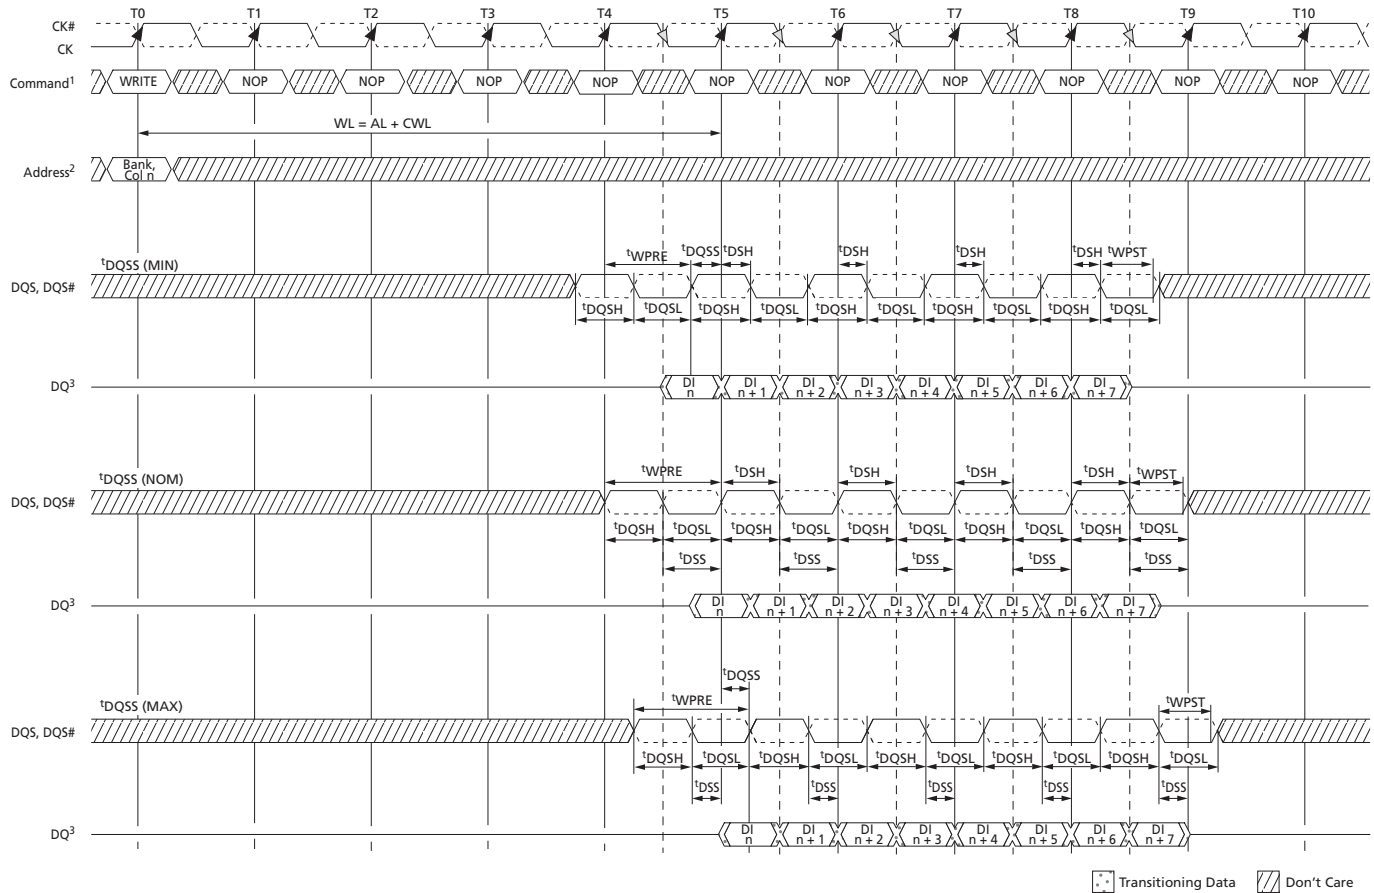 T0 T1 T2 T3 T4 T5 T6 T7 T8 T9 T10
CK#
CK
Command1 WRITE NOP NOP NOP NOP NOP NOP NOP NOP NOP NOP
WL = AL + CWL
Address2 Bank,
Col n
tDQSS (MIN) tWPRE tDQSS tDSH tDSH tDSH tDSH tWPST
DQS, DQS#
tDQSH tDQSL tDQSH tDQSL tDQSH tDQSL tDQSH tDQSL tDQSH tDQSL
DQ3 DI DI DI DI DI DI DI DI
n n + 1 n + 2 n + 3 n + 4 n + 5 n + 6 n + 7
tDQSS (NOM) tWPRE tDSH tDSH tDSH tDSH tWPST
DQS, DQS#
tDQSH tDQSL tDQSH tDQSL tDQSH tDQSL tDQSH tDQSL tDQSH tDQSL
tDSS tDSS tDSS tDSS tDSS
DQ3 DI DI DI DI DI DI DI DI
n n + 1 n + 2 n + 3 n + 4 n + 5 n + 6 n + 7
tDQSS
tDQSS (MAX) tWPRE tWPST
DQS, DQS#
tDQSH tDQSL tDQSH tDQSL tDQSH tDQSL tDQSH tDQSL tDQSH tDQSL
tDSS tDSS tDSS tDSS tDSS
DQ3 DI DI DI DI DI DI DI DI
n n + 1 n + 2 n + 3 n + 4 n + 5 n + 6 n + 7
Transitioning Data Don't Care